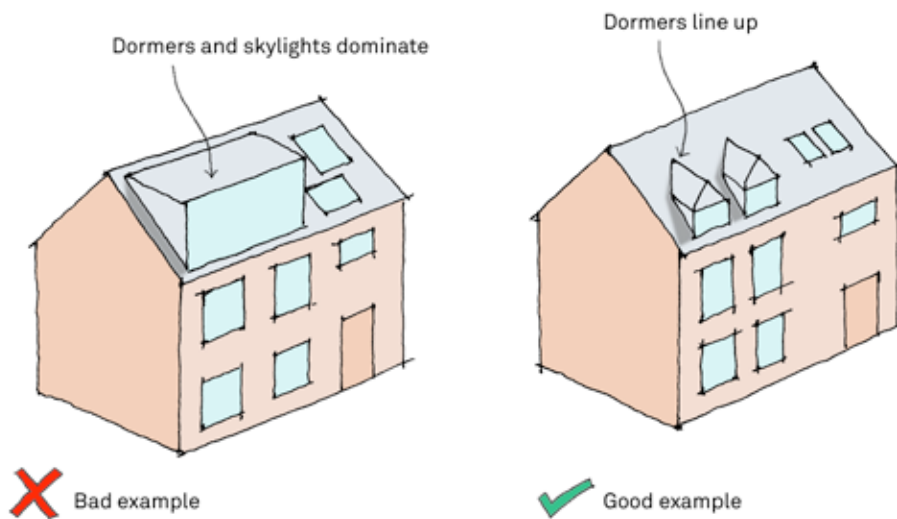 Dormers and skylights dominate
Dormers line up
Bad example
Good example